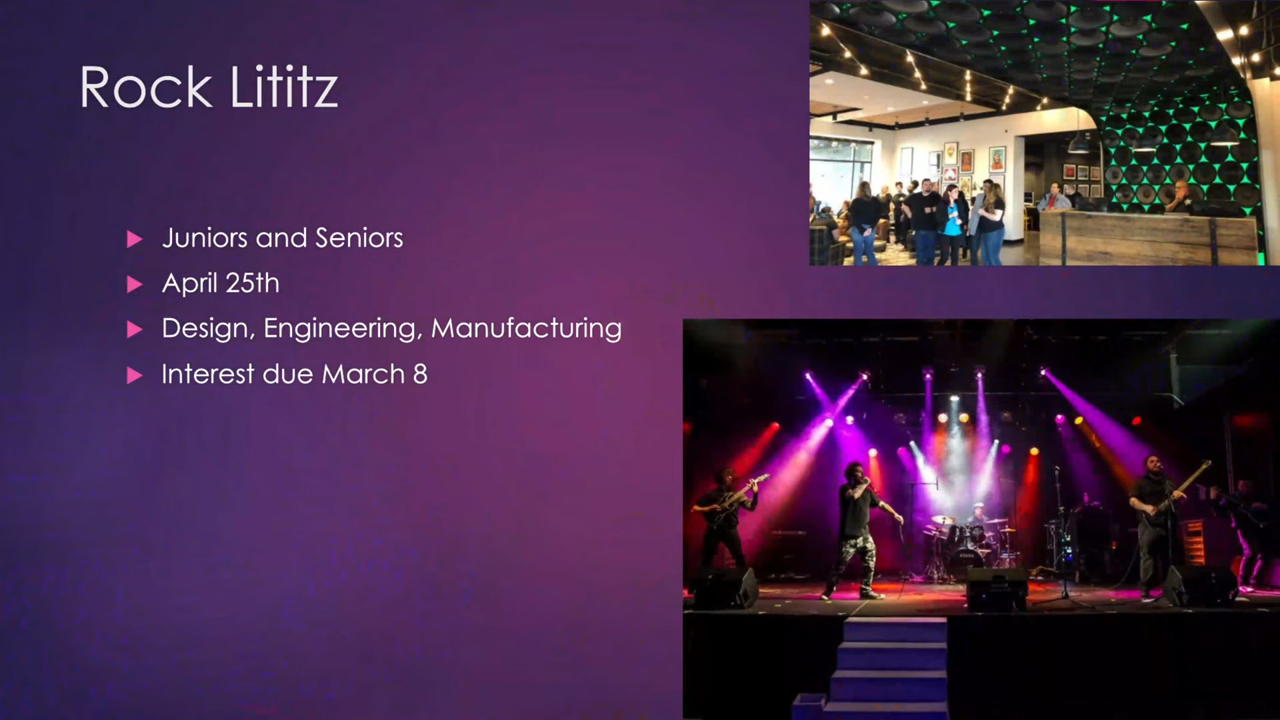 Rock Lititz
Juniors and Seniors
April 25th
Design, Engineering, Manufacturing
Interest due March 8